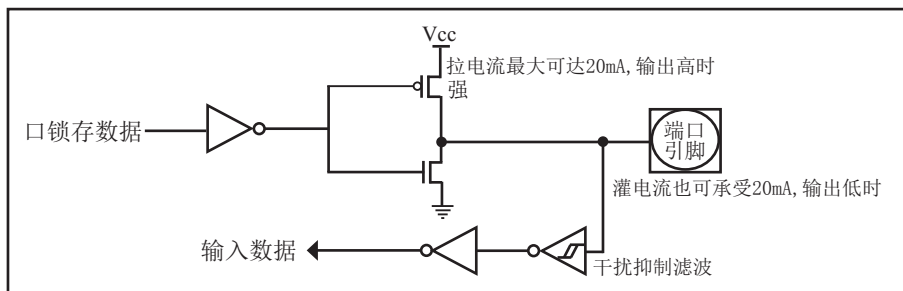 Vcc
拉电流最大可达20mA,输出高时
强
口锁存数据
端口
引脚
灌电流也可承受20mA,输出低时
输入数据
干扰抑制滤波